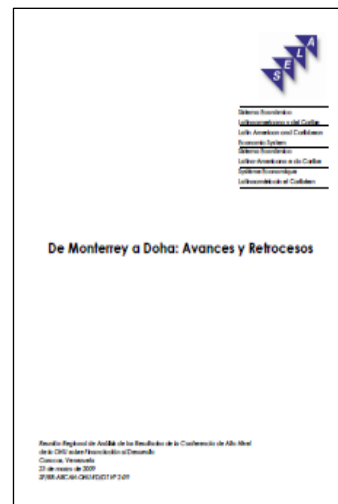 SELA
Sistema Económico
Latinoamericano y del Caribe
Latin American and Caribbean
Economic System
Sistema Econômico
Latino-Americano e do Caribe
Système Economique
Latinoaméricain et Caribéen
De Monterrey a Doha: Avances y Retrocesos
Reunión Regional de Análisis de los Resultados de la Conferencia de Alto Nivel
de la ONU sobre Financiación al Desarrollo
Caracas, Venezuela
23 de marzo de 2009